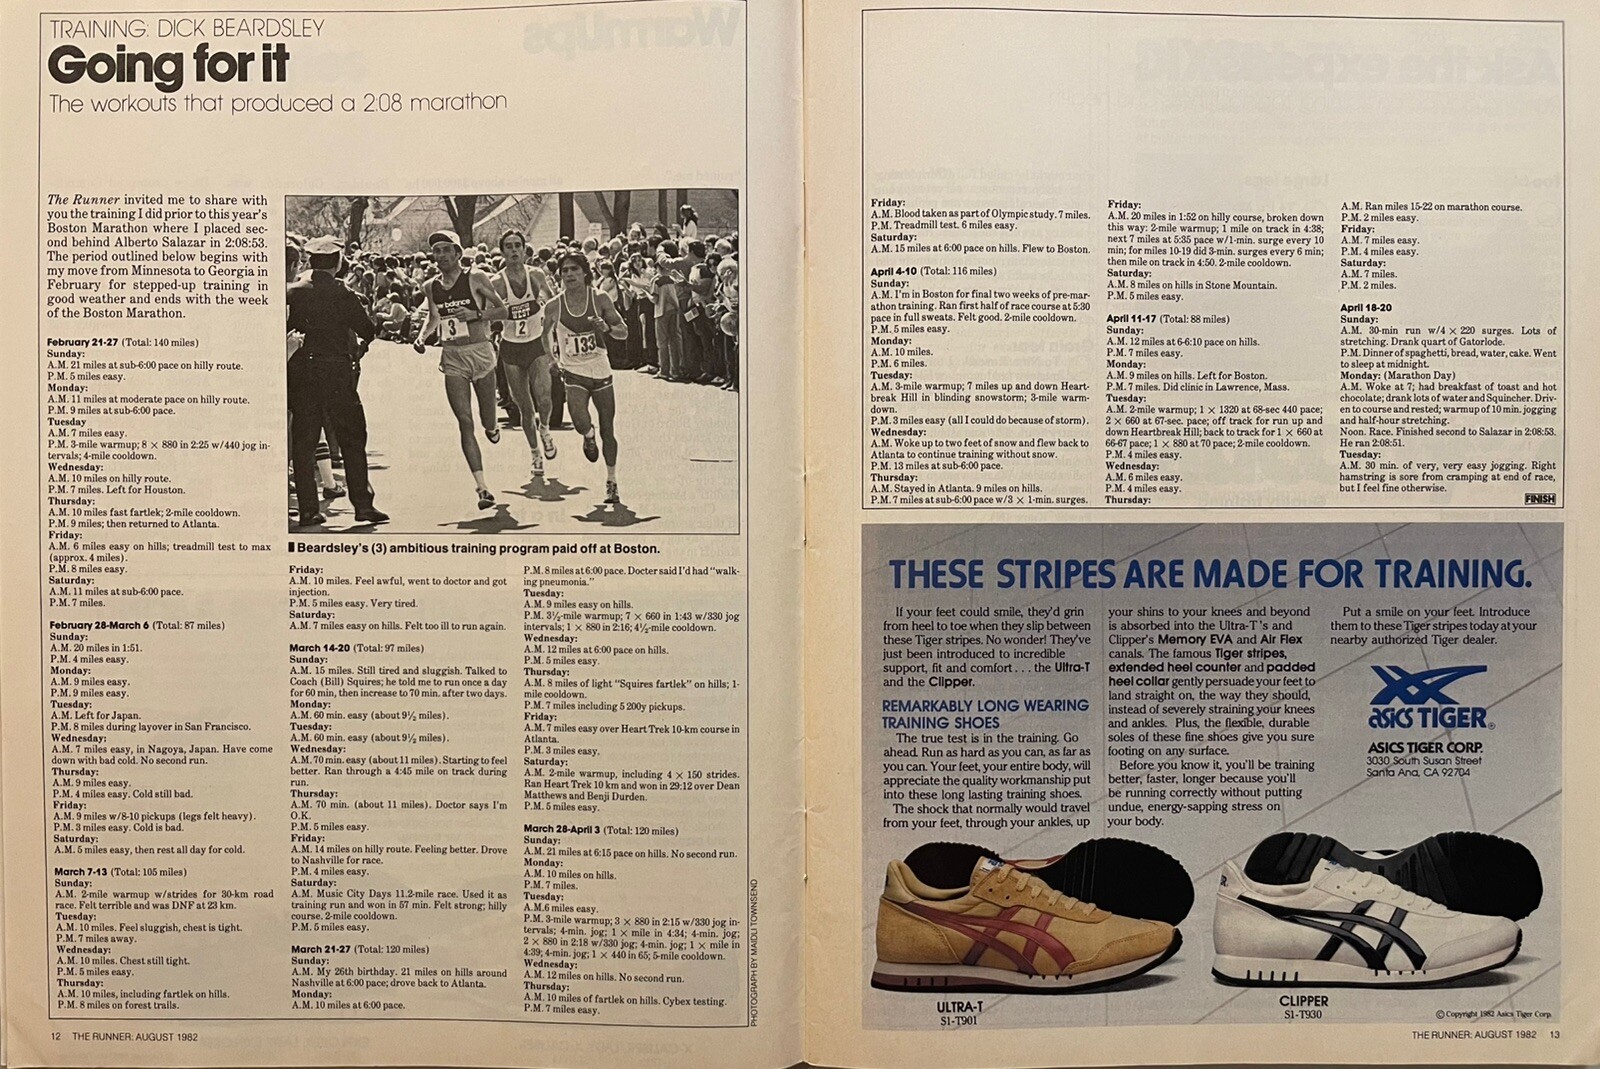 TRAINING: DICK BEARDSLEY
Going for it
The workouts that produced a 2:08 marathon
The Runner invited me to share with
you the training I did prior to this year's
Boston Marathon where I placed sec-
ond behind Alberto Salazar in 2:08:53.
The period outlined below begins with
my move from Minnesota to Georgia in
February for stepped-up training in
good weather and ends with the week
of the Boston Marathon.
February 21-27 (Total: 140 miles)
Sunday:
A.M. 21 miles at sub-6:00 pace on hilly route.
P.M. 5 miles easy.
Monday:
A.M. 11 miles at moderate pace on hilly route.
P.M. 9 miles at sub-6:00 pace.
Tuesday
A.M. 7 miles easy.
P.M. 3-mile warmup; 8 × 880 in 2:25 w/440 jog in-
tervals; 4-mile cooldown.
Wednesday:
A.M. 10 miles on hilly route.
P.M. 7 miles. Left for Houston.
Thursday:
A.M. 10 miles fast fartlek; 2-mile cooldown.
P.M. 9 miles; then returned to Atlanta.
Friday:
A.M. 6 miles easy on hills; treadmill test to max
(approx. 4 miles).
P.M. 8 miles easy.
Saturday:
A.M. 11 miles at sub-6:00 pace.
P.M. 7 miles.
February 28-March 6 (Total: 87 miles)
Sunday:
A.M. 20 miles in 1:51.
P.M. 4 miles easy.
Monday:
A.M. 9 miles easy.
P.M. 9 miles easy.
Tuesday:
A.M. Left for Japan.
P.M. 8 miles during layover in San Francisco.
Wednesday:
A.M. 7 miles easy, in Nagoya, Japan. Have come
down with bad cold. No second run.
Thursday:
A.M. 9 miles easy.
P.M. 4 miles easy. Cold still bad.
Friday:
A.M. 9 miles w/8-10 pickups (legs felt heavy).
P.M. 3 miles easy. Cold is bad.
Saturday:
A.M. 5 miles easy, then rest all day for cold.
March 7-13 (Total: 105 miles)
Sunday:
A.M. 2-mile warmup w/strides for 30-km road
race. Felt terrible and was DNF at 23 km.
Tuesday:
A.M. 10 miles. Feel sluggish, chest is tight.
P.M. 7 miles away.
Wednesday:
A.M. 10 miles. Chest still tight.
P.M. 5 miles easy.
Thursday:
A.M. 10 miles, including fartlek on hills.
P.M. 8 miles on forest trails.
new balance
3
2
133
Beardsley's (3) ambitious training program paid off at Boston.
Friday:
A.M. 10 miles. Feel awful, went to doctor and got
injection.
P.M. 5 miles easy. Very tired.
Saturday:
A.M. 7 miles easy on hills. Felt too ill to run again.
March 14-20 (Total: 97 miles)
Sunday:
A.M. 15 miles. Still tired and sluggish. Talked to
Coach (Bill) Squires; he told me to run once a day
for 60 min, then increase to 70 min. after two days.
Monday:
A.M. 60 min. easy (about 9½ miles).
Tuesday:
A.M. 60 min. easy (about 9½ miles).
Wednesday:
A.M. 70 min. easy (about 11 miles). Starting to feel
better. Ran through a 4:45 mile on track during
run.
Thursday:
A.M. 70 min. (about 11 miles). Doctor says I'm
O.K.
P.M. 5 miles easy.
Friday:
A.M. 14 miles on hilly route. Feeling better. Drove
to Nashville for race.
P.M. 4 miles easy.
Saturday:
A.M. Music City Days 11.2-mile race. Used it as
training run and won in 57 min. Felt strong; hilly
course. 2-mile cooldown.
P.M. 5 miles easy.
March 21-27 (Total: 120 miles)
Sunday:
A.M. My 26th birthday. 21 miles on hills around
Nashville at 6:00 pace; drove back to Atlanta.
Monday:
A.M. 10 miles at 6:00 pace.
P.M. 8 miles at 6:00 pace. Docter said I'd had "walk-
ing pneumonia."
Tuesday:
A.M. 9 miles easy on hills.
P.M. 3½-mile warmup; 7 × 660 in 1:43 w/330 jog
intervals; 1 × 880 in 2:16; 4½-mile cooldown.
Wednesday:
A.M. 12 miles at 6:00 pace on hills.
P.M. 5 miles easy.
Thursday:
A.M. 8 miles of light "Squires fartlek" on hills; 1-
mile cooldown.
P.M. 7 miles including 5 200y pickups.
Friday:
A.M. 7 miles easy over Heart Trek 10-km course in
Atlanta.
P.M. 3 miles easy.
Saturday:
A.M. 2-mile warmup, including 4 × 150 strides.
Ran Heart Trek 10 km and won in 29:12 over Dean
Matthews and Benji Durden.
P.M. 5 miles easy.
March 28-April 3 (Total: 120 miles)
Sunday:
A.M. 21 miles at 6:15 pace on hills. No second run.
Monday:
A.M. 10 miles on hills.
P.M. 7 miles.
Tuesday:
A.M. 6 miles easy.
P.M. 3-mile warmup; 3 × 880 in 2:15 w/330 jog in-
tervals; 4-min. jog; 1 × mile in 4:34; 4-min. jog;
2 × 880 in 2:18 w/330 jog; 4-min. jog; 1 × mile in
4:39; 4-min. jog; 1 × 440 in 65; 5-mile cooldown.
Wednesday:
A.M. 12 miles on hills. No second run.
Thursday:
A.M. 10 miles of fartlek on hills. Cybex testing.
P.M. 7 miles easy.
PHOTOGRAPH BY MAIDLI TOWNSEND
12 THE RUNNER: AUGUST 1982
Friday:
A.M. Blood taken as part of Olympic study. 7 miles.
P.M. Treadmill test. 6 miles easy.
Saturday:
A.M. 15 miles at 6:00 pace on hills. Flew to Boston.
April 4-10 (Total: 116 miles)
Sunday:
A.M. I'm in Boston for final two weeks of pre-mar-
athon training. Ran first half of race course at 5:30
pace in full sweats. Felt good. 2-mile cooldown.
P.M. 5 miles easy.
Monday:
A.M. 10 miles.
P.M. 6 miles.
Tuesday:
A.M. 3-mile warmup; 7 miles up and down Heart-
break Hill in blinding snowstorm; 3-mile warm-
down.
P.M. 3 miles easy (all I could do because of storm).
Wednesday:
A.M. Woke up to two feet of snow and flew back to
Atlanta to continue training without snow.
P.M. 13 miles at sub-6:00 pace.
Thursday:
A.M. Stayed in Atlanta. 9 miles on hills.
P.M. 7 miles at sub-6:00 pace w/3 × 1-min. surges.
Friday:
A.M. 20 miles in 1:52 on hilly course, broken down
this way: 2-mile warmup; 1 mile on track in 4:38;
next 7 miles at 5:35 pace w/1-min. surge every 10
min; for miles 10-19 did 3-min. surges every 6 min;
then mile on track in 4:50. 2-mile cooldown.
Saturday:
A.M. 8 miles on hills in Stone Mountain.
P.M. 5 miles easy.
April 11-17 (Total: 88 miles)
Sunday:
A.M. 12 miles at 6-6:10 pace on hills.
P.M. 7 miles easy.
Monday:
A.M. 9 miles on hills. Left for Boston.
P.M. 7 miles. Did clinic in Lawrence, Mass.
Tuesday:
A.M. 2-mile warmup; 1 × 1320 at 68-sec 440 pace;
2 × 660 at 67-sec. pace; off track for run up and
down Heartbreak Hill; back to track for 1 × 660 at
66-67 pace; 1 × 880 at 70 pace; 2-mile cooldown.
P.M. 4 miles easy.
Wednesday:
A.M. 6 miles easy.
P.M. 4 miles easy.
Thursday:
A.M. Ran miles 15-22 on marathon course.
P.M. 2 miles easy.
Friday:
A.M. 7 miles easy.
P.M. 4 miles easy.
Saturday:
A.M. 7 miles.
P.M. 2 miles.
April 18-20
Sunday:
A.M. 30-min run w/4 × 220 surges. Lots of
stretching. Drank quart of Gatorlode.
P.M. Dinner of spaghetti, bread, water, cake. Went
to sleep at midnight.
Monday: (Marathon Day)
A.M. Woke at 7; had breakfast of toast and hot
chocolate; drank lots of water and Squincher. Driv-
en to course and rested; warmup of 10 min. jogging
and half-hour stretching.
Noon. Race. Finished second to Salazar in 2:08:53.
He ran 2:08:51.
Tuesday:
A.M. 30 min. of very, very easy jogging. Right
hamstring is sore from cramping at end of race,
but I feel fine otherwise.
FINISH
THESE STRIPES ARE MADE FOR TRAINING.
If your feet could smile, they'd grin
from heel to toe when they slip between
these Tiger stripes. No wonder! They've
just been introduced to incredible
support, fit and comfort . . . the Ultra-T
and the Clipper.
REMARKABLY LONG WEARING
TRAINING SHOES
The true test is in the training. Go
ahead. Run as hard as you can, as far as
you can. Your feet, your entire body, will
appreciate the quality workmanship put
into these long lasting training shoes.
The shock that normally would travel
from your feet, through your ankles, up
your shins to your knees and beyond
is absorbed into the Ultra-T's and
Clipper's Memory EVA and Air Flex
canals. The famous Tiger stripes,
extended heel counter and padded
heel collar gently persuade your feet to
land straight on, the way they should,
instead of severely straining your knees
and ankles. Plus, the flexible, durable
soles of these fine shoes give you sure
footing on any surface.
Before you know it, you'll be training
better, faster, longer because you'll
be running correctly without putting
undue, energy-sapping stress on
your body.
Put a smile on your feet. Introduce
them to these Tiger stripes today at your
nearby authorized Tiger dealer.
asics TIGER®
ASICS TIGER CORP.
3030 South Susan Street
Santa Ana, CA 92704
ULTRA-T
S1-T901
CLIPPER
S1-T930
© Copyright 1982 Asics Tiger Corp.
THE RUNNER: AUGUST 1982 13